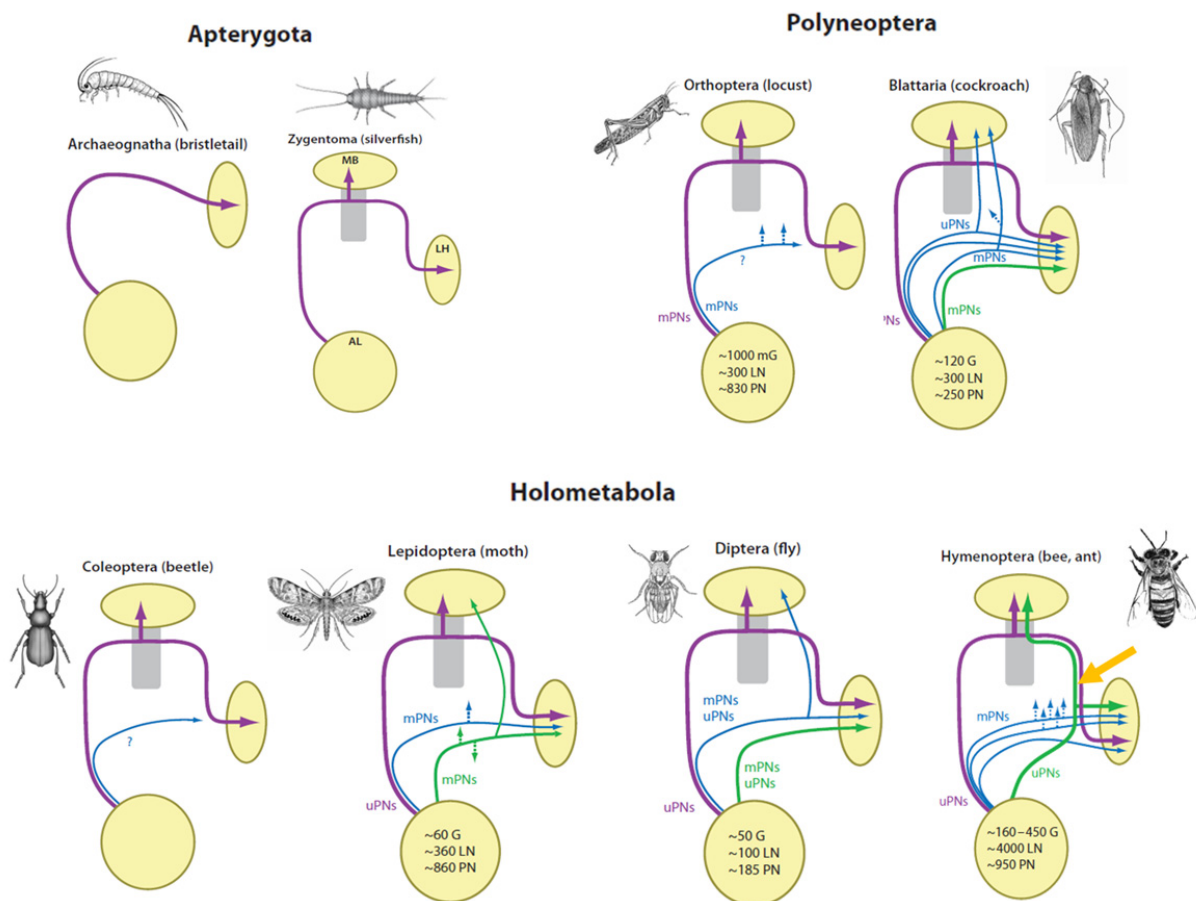 Apterygota
Archaeognatha (bristletail)
Zygentoma (silverfish)
MB
LH
AL
Polyneoptera
Orthoptera (locust)
?
mPNs
mPNs
~1000 mG
~300 LN
~830 PN
Blattaria (cockroach)
uPNs
mPNs
mPNs
'Ns
~120 G
~300 LN
~250 PN
Holometabola
Coleoptera (beetle)
?
Lepidoptera (moth)
mPNs
mPNs
uPNs
~60 G
~360 LN
~860 PN
Diptera (fly)
mPNs
uPNs
mPNs
uPNs
uPNs
~50 G
~100 LN
~185 PN
Hymenoptera (bee, ant)
mPNs
uPNs
uPNs
~160–450 G
~4000 LN
~950 PN